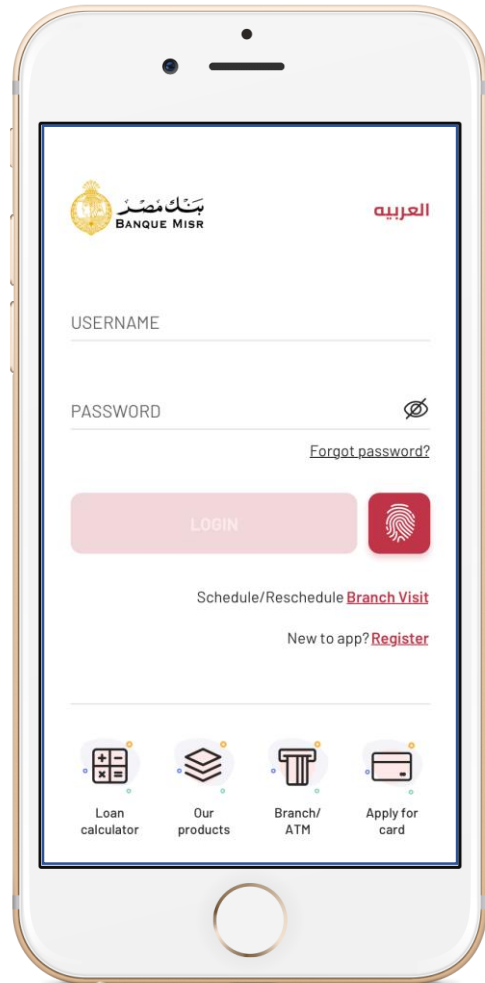 بنك مصر
BANQUE MISR
العربيه
USERNAME
PASSWORD
Forgot password?
LOGIN
Schedule/Reschedule Branch Visit
New to app? Register
Loan
calculator
Our
products
Branch/
ATM
Apply for
card